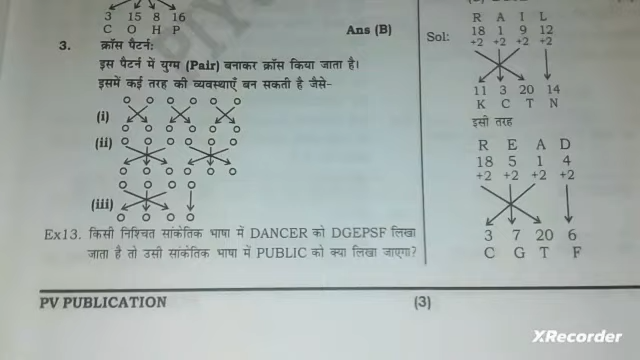 3 15 8 16
C O H P
Ans (B)
3. क्रॉस पैटर्न:
इस पैटर्न में युग्म (Pair) बनाकर क्रॉस किया जाता है।
इसमें कई तरह की व्यवस्थाएँ बन सकती है जैसे–
(i)
(ii)
(iii)
Ex13. किसी निश्चित सांकेतिक भाषा में DANCER को DGEPSF लिखा
जाता है तो उसी सांकेतिक भाषा में PUBLIC को क्या लिखा जाएगा?
R A I L
Sol: 18 1 9 12
+2 +2 +2 +2
11 3 20 14
K C T N
इसी तरह
R E A D
18 5 1 4
+2 +2 +2 +2
3 7 20 6
C G T F
PV PUBLICATION (3)
XRecorder